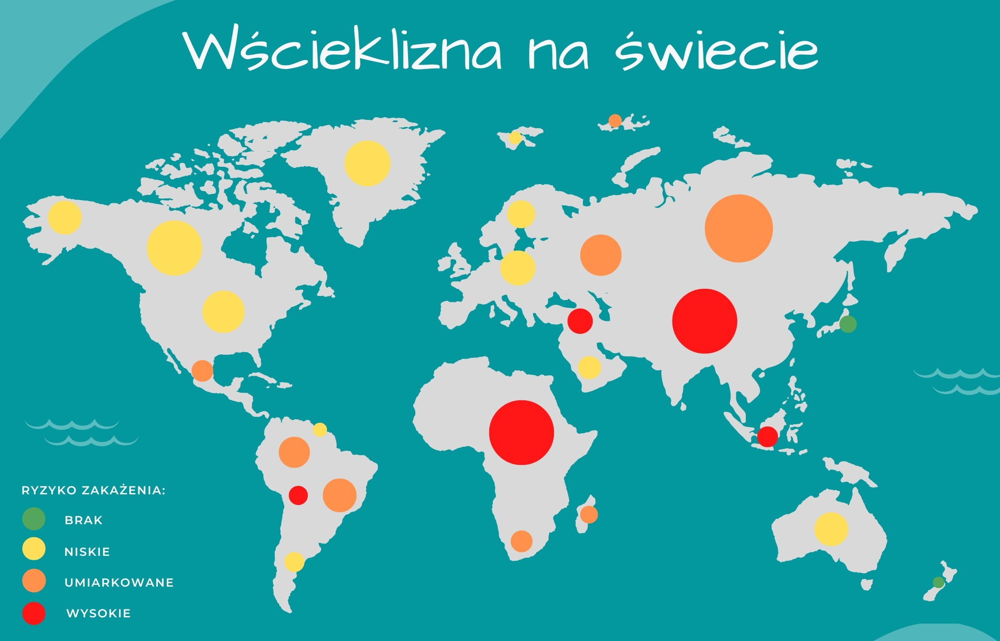 Wścieklizna na świecie
RYZYKO ZAKAŻENIA:
BRAK
NISKIE
UMIARKOWANE
WYSOKIE